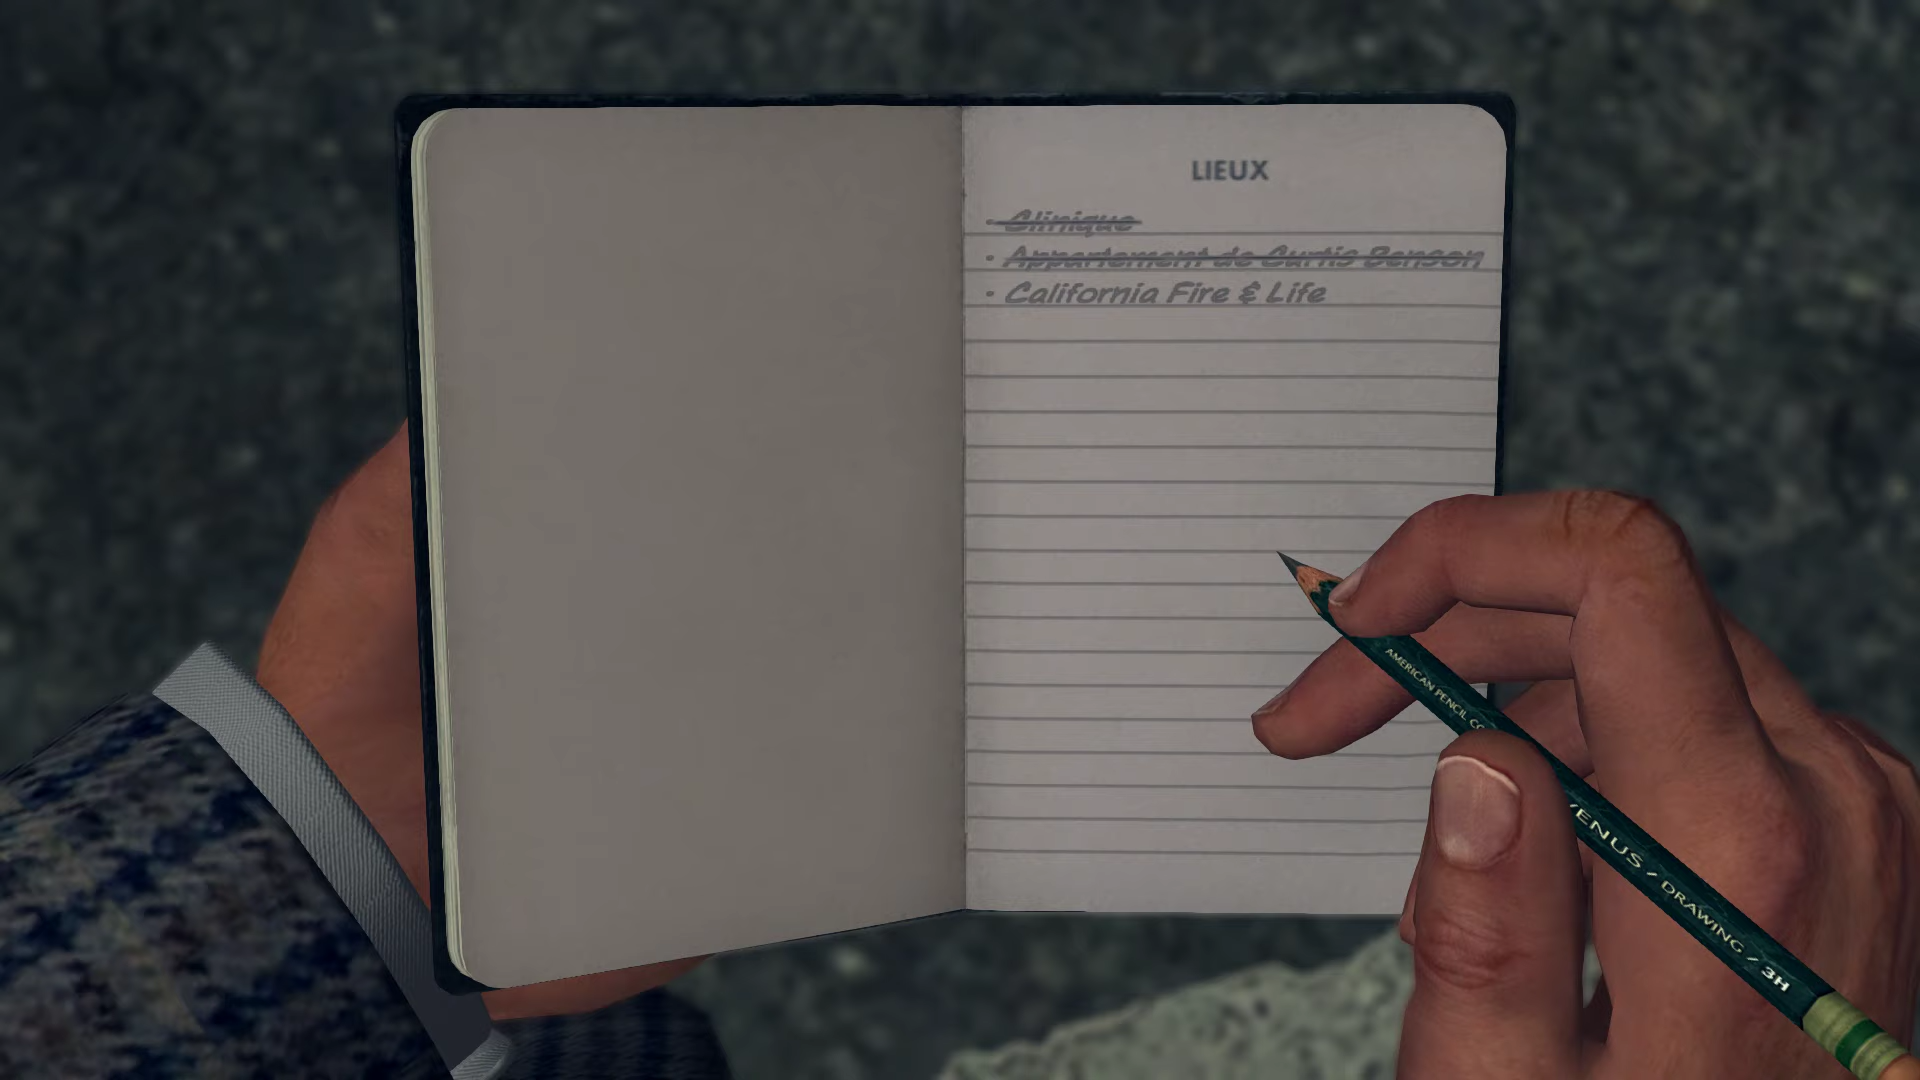 LIEUX
• Clinique
• Appartement de Curtis Benson
• California Fire & Life
AMERICAN PENCIL CO
VENUS / DRAWING / 3H